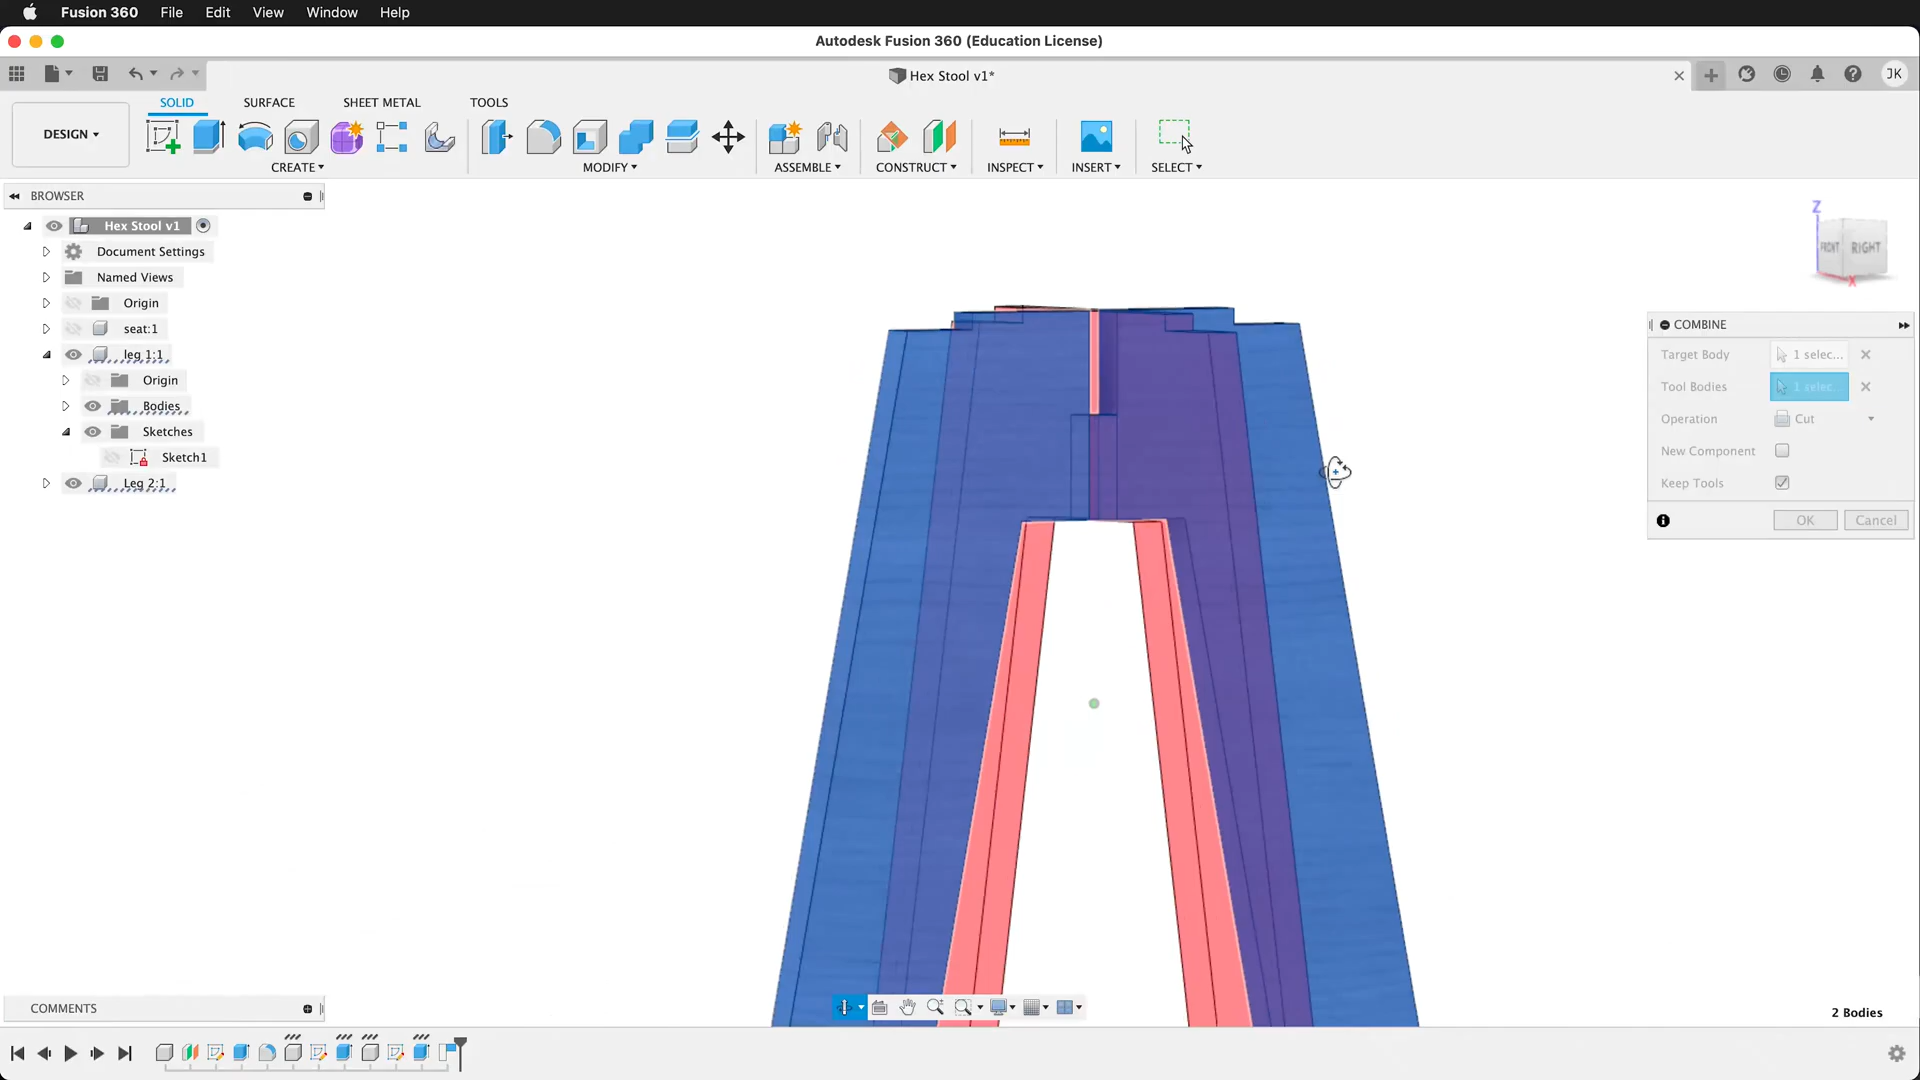 Fusion 360 File Edit View Window Help
Autodesk Fusion 360 (Education License)
Hex Stool v1*
JK
SOLID SURFACE SHEET METAL TOOLS
DESIGN
CREATE MODIFY ASSEMBLE CONSTRUCT INSPECT INSERT SELECT
BROWSER
Hex Stool v1
Document Settings
Named Views
Origin
seat:1
leg 1:1
Origin
Bodies
Sketches
Sketch1
Leg 2:1
Z
FRONT RIGHT
X
COMBINE
Target Body 1 selec...
Tool Bodies 1 selec...
Operation Cut
New Component
Keep Tools
OK Cancel
COMMENTS
2 Bodies